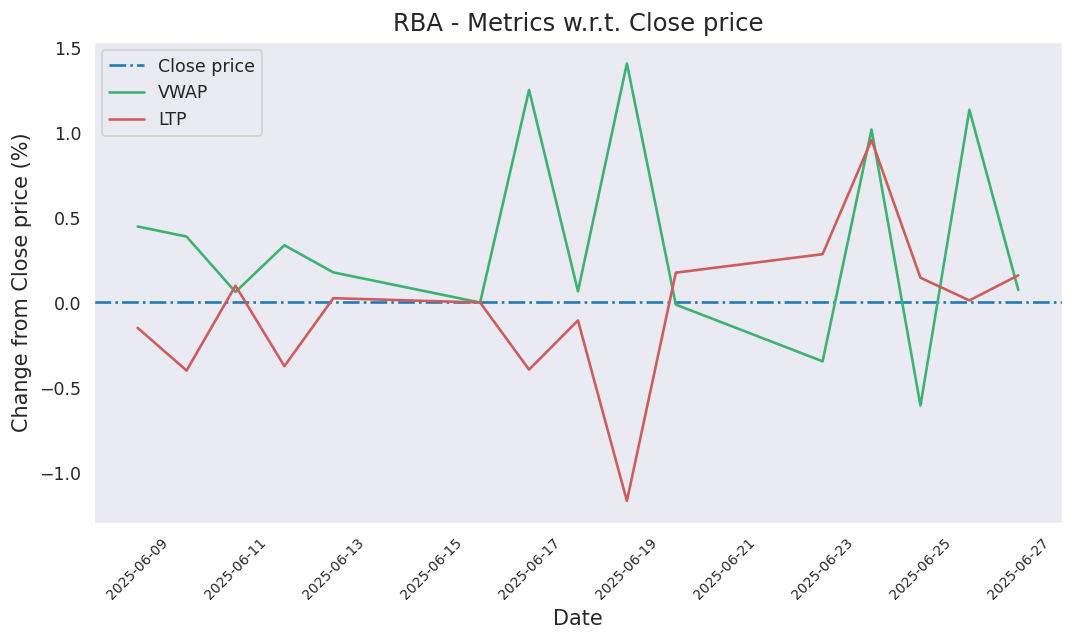 RBA - Metrics w.r.t. Close price
Close price
VWAP
LTP
Change from Close price (%)
1.5
1.0
0.5
0.0
−0.5
−1.0
2025-06-09
2025-06-11
2025-06-13
2025-06-15
2025-06-17
2025-06-19
2025-06-21
2025-06-23
2025-06-25
2025-06-27
Date